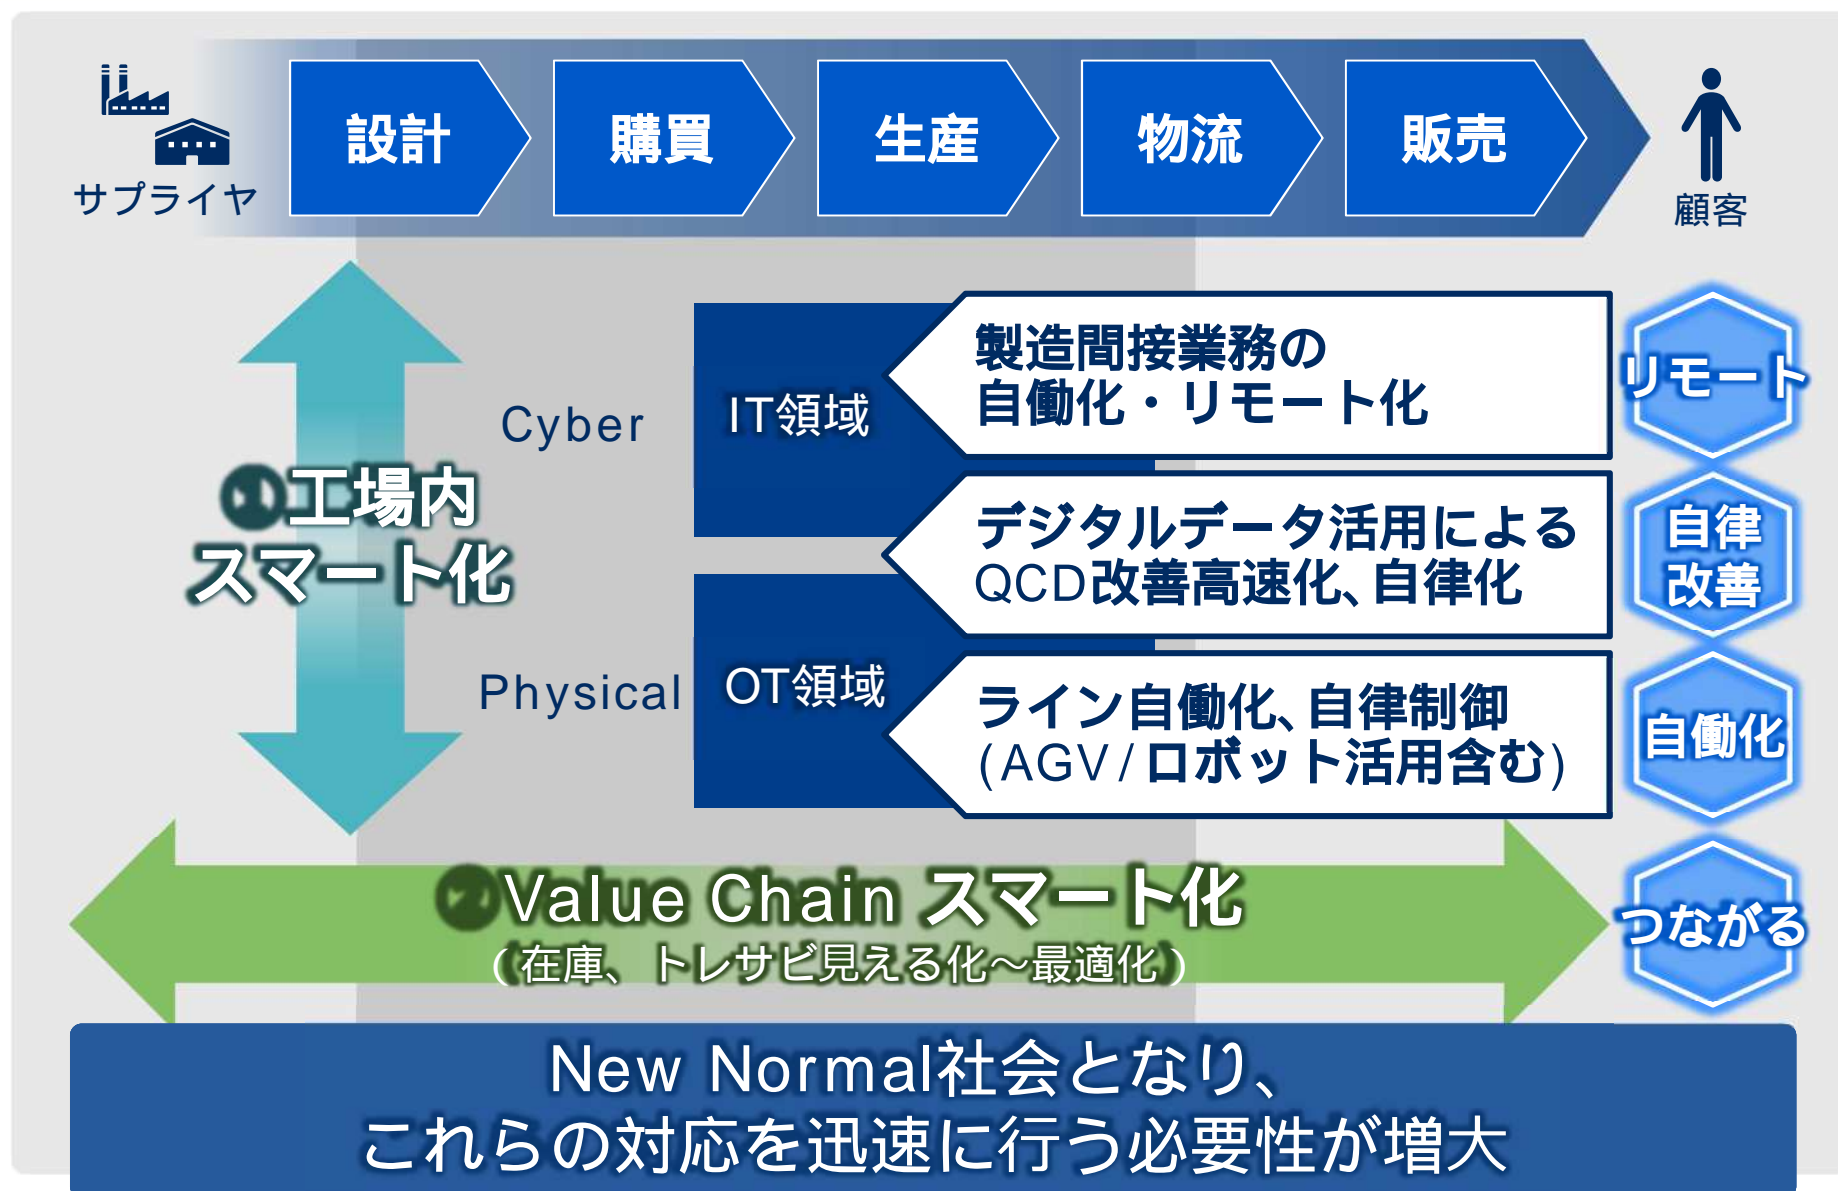 設計
購買
生産
物流
販売
サプライヤ
顧客
製造間接業務の
自働化・リモート化
リモート
Cyber
IT領域
❶工場内
スマート化
デジタルデータ活用による
QCD改善高速化、自律化
自律
改善
Physical
OT領域
ライン自働化、自律制御
(AGV/ロボット活用含む)
自働化
❷Value Chain スマート化
(在庫、トレサビ見える化～最適化)
つながる
New Normal社会となり、
これらの対応を迅速に行う必要性が増大